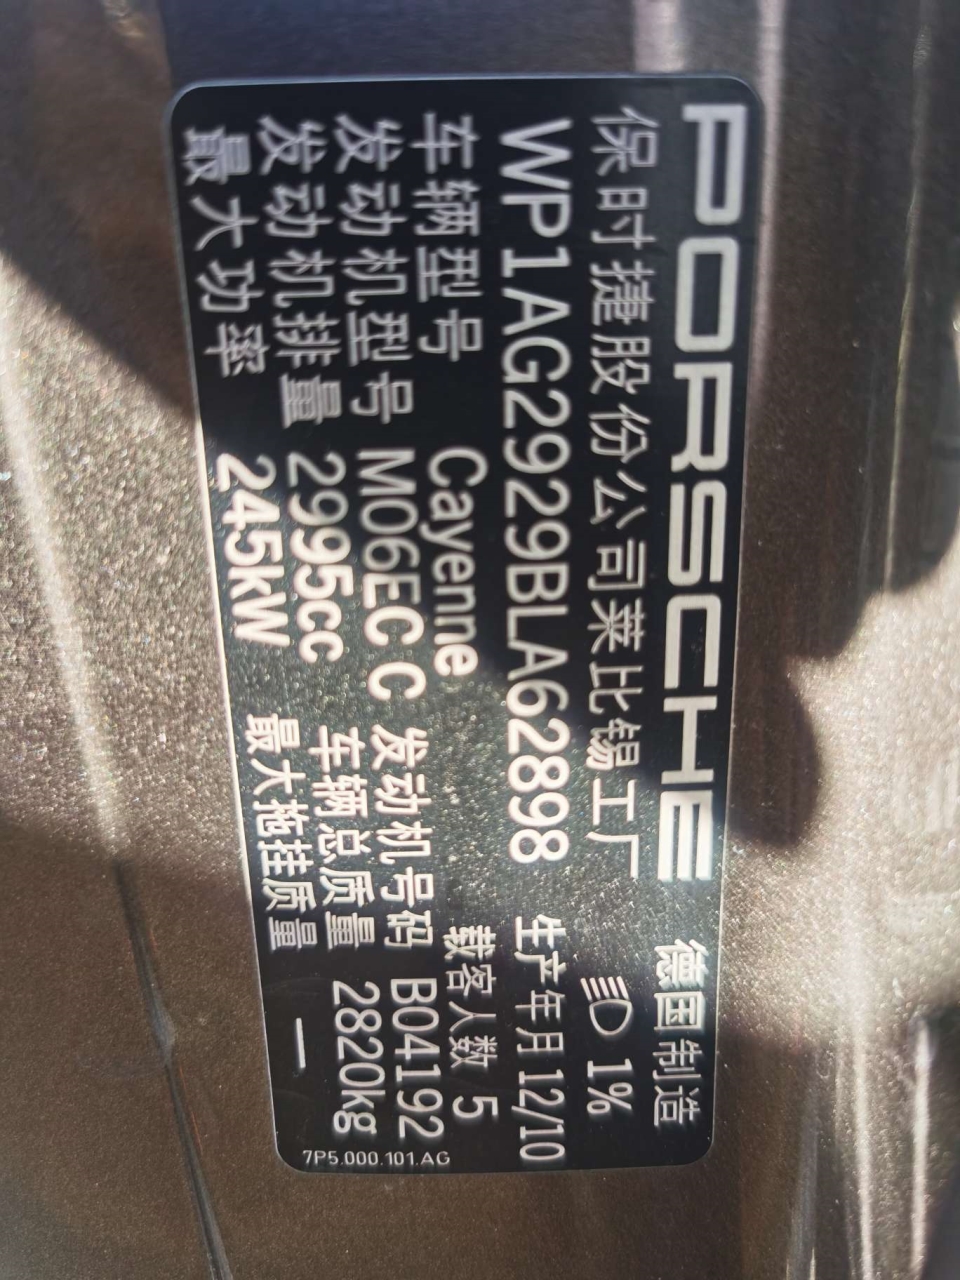 PORSCHE 德国制造
保时捷股份公司莱比锡工厂 1%
WP1AG2929BLA62898 生产年月 12/10
车辆型号 Cayenne 载客人数 5
发动机型号 M06EC C 发动机号码 B04192
发动机排量 2995cc 车辆总质量 2820kg
最大功率 245kW 最大拖挂质量 —
7P5.000.101.AG